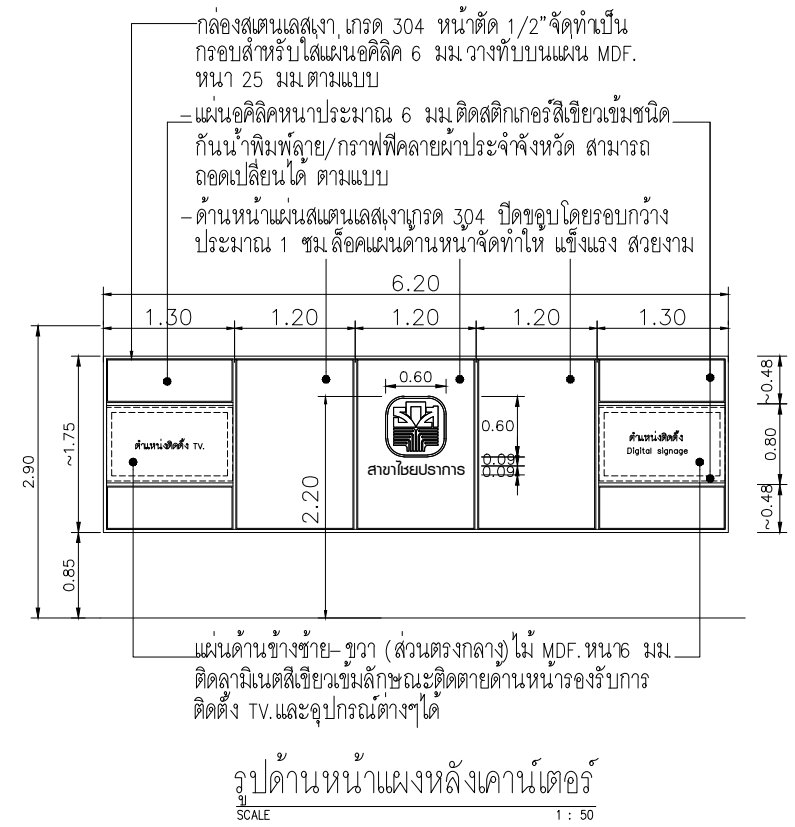 กล่องสเตนเลสเงา เกรด 304 หน้าตัด 1/2" จัดทำเป็น
กรอบสำหรับใส่แผ่นอคิลิค 6 มม.วางทับบนแผ่น MDF.
หนา 25 มม.ตามแบบ
แผ่นอคิลิคหนาประมาณ 6 มม.ติดสติกเกอร์สีเขียวเข้มชนิด
กันน้ำพิมพ์ลาย/กราฟฟิคลายผ้าประจำจังหวัด สามารถ
ถอดเปลี่ยนได้ ตามแบบ
ด้านหน้าแผ่นสแตนเลสเงาเกรด 304 ปิดขอบโดยรอบกว้าง
ประมาณ 1 ซม.ล็อคแผ่นด้านหน้าจัดทำให้ แข็งแรง สวยงาม
6.20
1.30 1.20 1.20 1.20 1.30
2.90
~1.75
0.85
0.60
0.60
0.09
0.09
2.20
~0.48
0.80
~0.48
ตำแหน่งติดตั้ง TV.
สาขาไชยปราการ
ตำแหน่งติดตั้ง
Digital signage
แผ่นด้านข้างซ้าย-ขวา (ส่วนตรงกลาง) ไม้ MDF.หนา6 มม.
ติดลามิเนตสีเขียวเข้มลักษณะติดตายด้านหน้ารองรับการ
ติดตั้ง TV.และอุปกรณ์ต่างๆได้
รูปด้านหน้าแผงหลังเคาน์เตอร์
SCALE 1 : 50